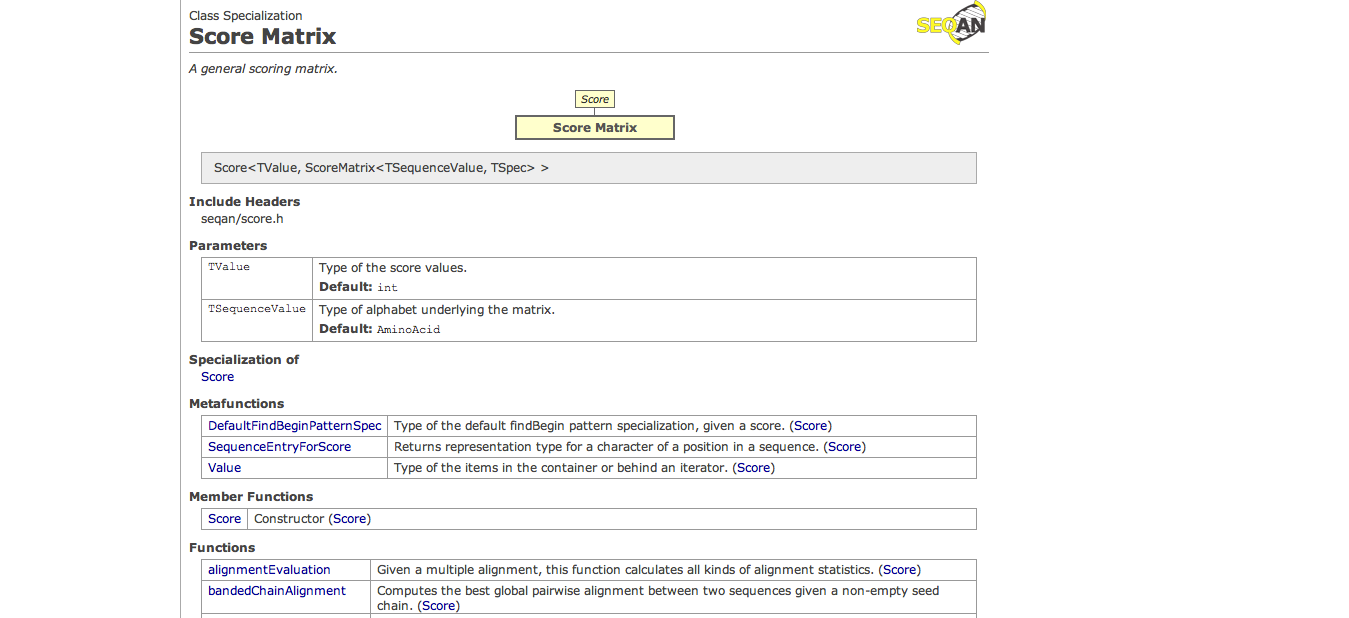 Class Specialization
Score Matrix
SEQAN
A general scoring matrix.
Score
Score Matrix
Score<TValue, ScoreMatrix<TSequenceValue, TSpec> >
Include Headers
seqan/score.h
Parameters
TValue Type of the score values.
Default: int
TSequenceValue Type of alphabet underlying the matrix.
Default: AminoAcid
Specialization of
Score
Metafunctions
DefaultFindBeginPatternSpec Type of the default findBegin pattern specialization, given a score. (Score)
SequenceEntryForScore Returns representation type for a character of a position in a sequence. (Score)
Value Type of the items in the container or behind an iterator. (Score)
Member Functions
Score Constructor (Score)
Functions
alignmentEvaluation Given a multiple alignment, this function calculates all kinds of alignment statistics. (Score)
bandedChainAlignment Computes the best global pairwise alignment between two sequences given a non-empty seed
chain. (Score)